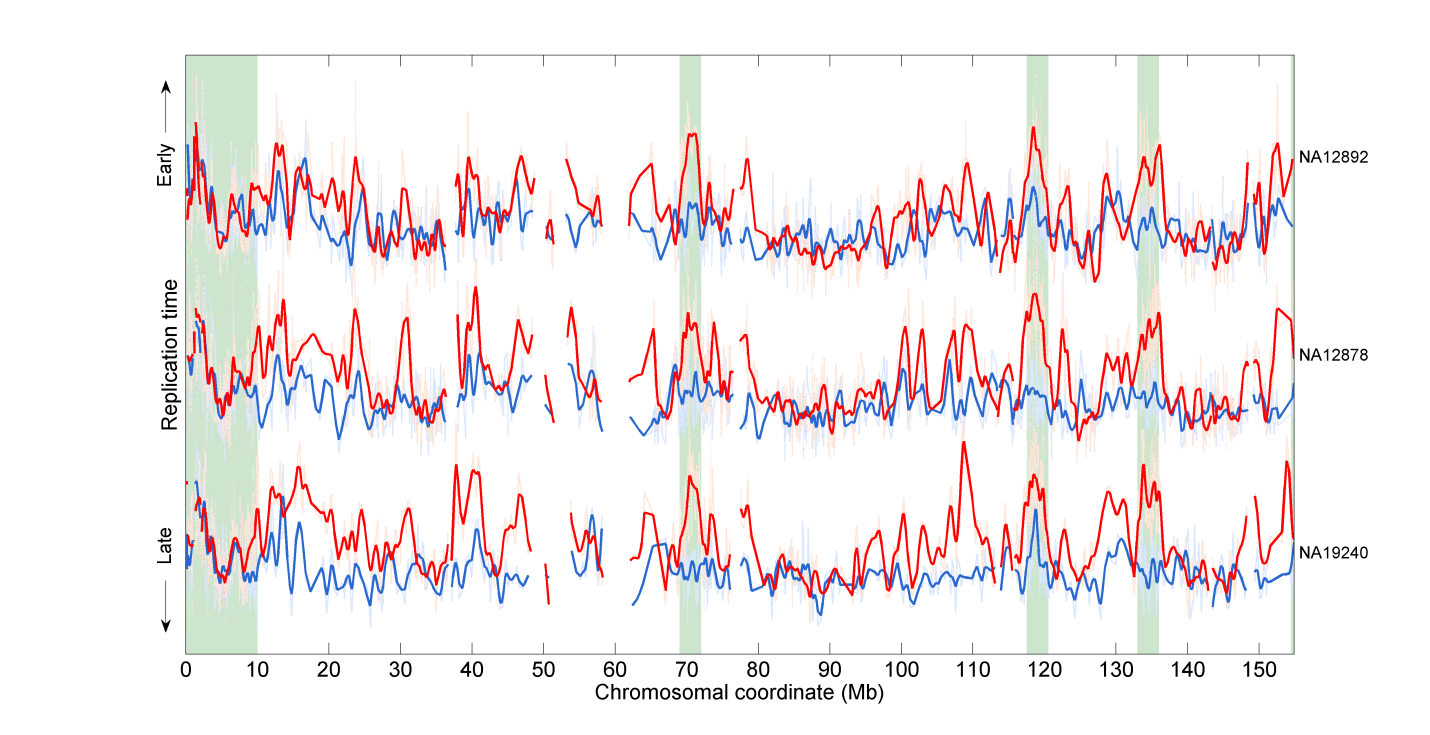 Early
Replication time
Late
NA12892
NA12878
NA19240
0 10 20 30 40 50 60 70 80 90 100 110 120 130 140 150
Chromosomal coordinate (Mb)